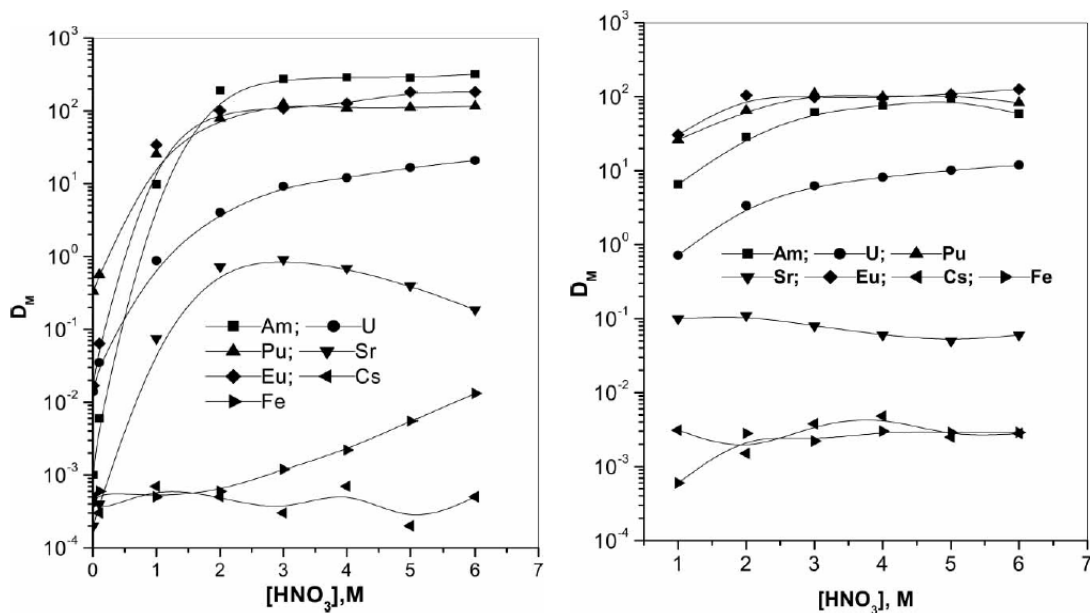 10³
10²
10¹
10⁰
10⁻¹
10⁻²
10⁻³
10⁻⁴
D_M
Am; U
Pu; Sr
Eu; Cs
Fe
0 1 2 3 4 5 6 7
[HNO₃],M
10³
10²
10¹
10⁰
10⁻¹
10⁻²
10⁻³
10⁻⁴
D_M
Am; U; Pu
Sr; Eu; Cs; Fe
1 2 3 4 5 6 7
[HNO₃], M